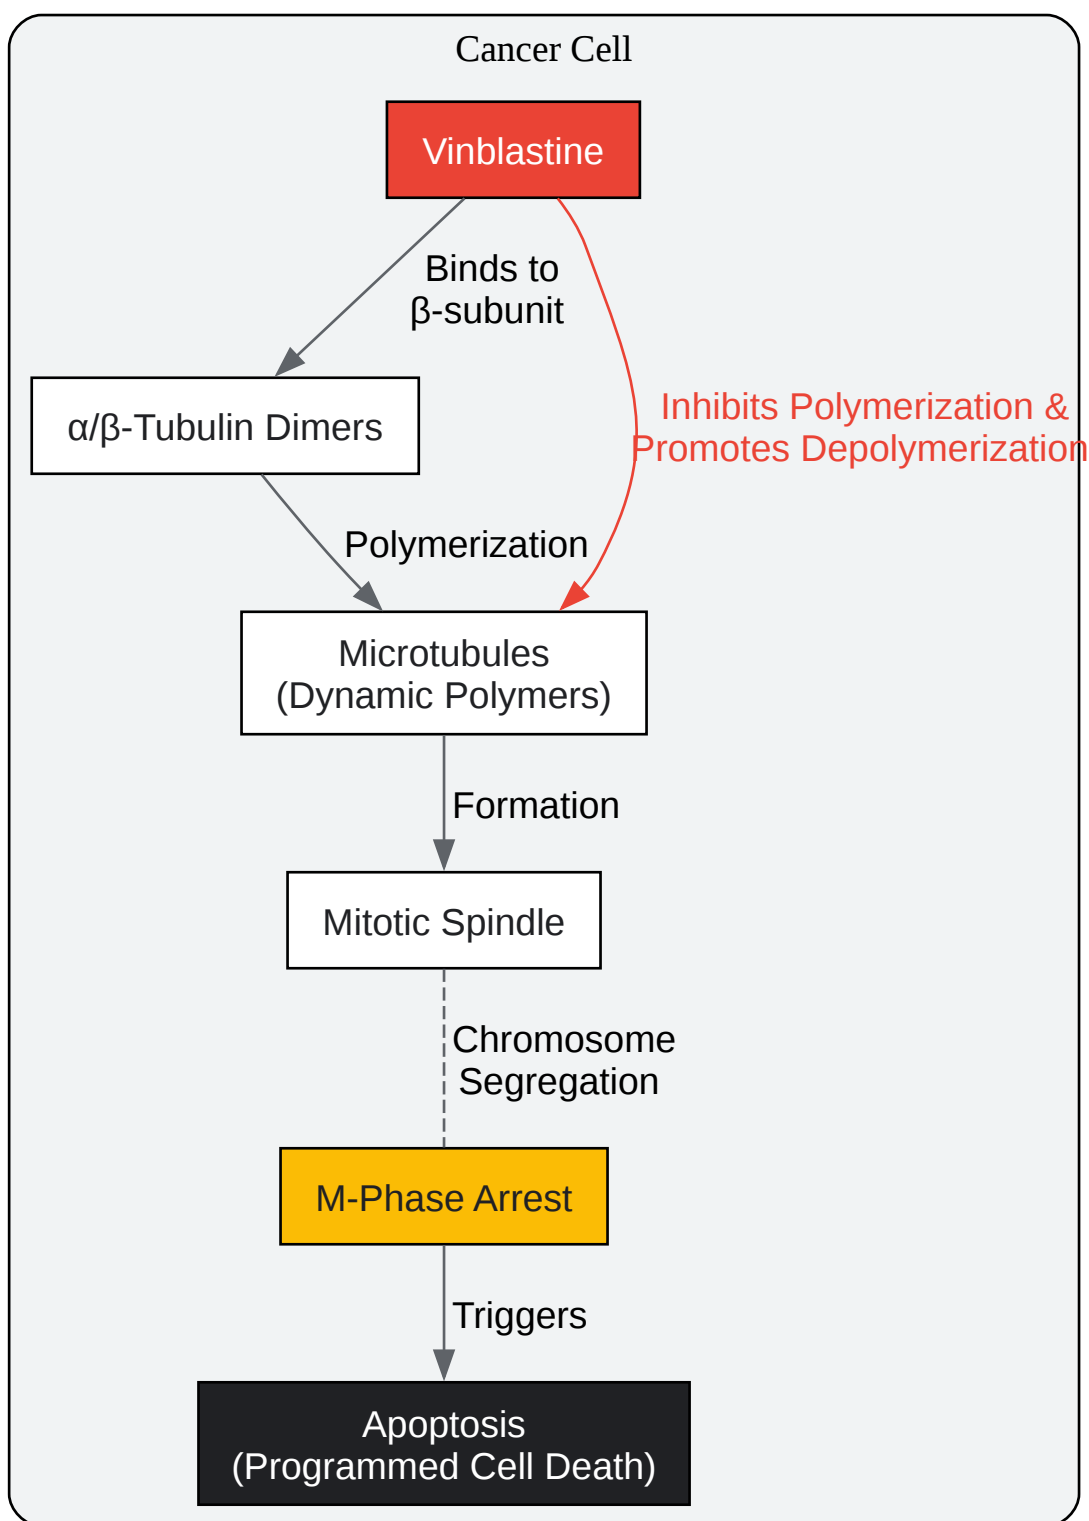 Cancer Cell
Vinblastine
Binds to
β-subunit
Inhibits Polymerization &
Promotes Depolymerization
α/β-Tubulin Dimers
Polymerization
Microtubules
(Dynamic Polymers)
Formation
Mitotic Spindle
Chromosome
Segregation
M-Phase Arrest
Triggers
Apoptosis
(Programmed Cell Death)